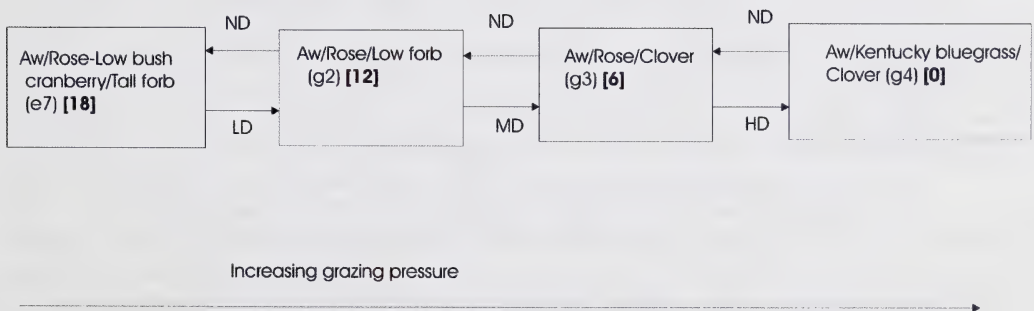 ND
ND
ND
Aw/Rose-Low bush
cranberry/Tall forb
(e7) [18]
Aw/Rose/Low forb
(g2) [12]
Aw/Rose/Clover
(g3) [6]
Aw/Kentucky bluegrass/
Clover (g4) [0]
LD
MD
HD
Increasing grazing pressure